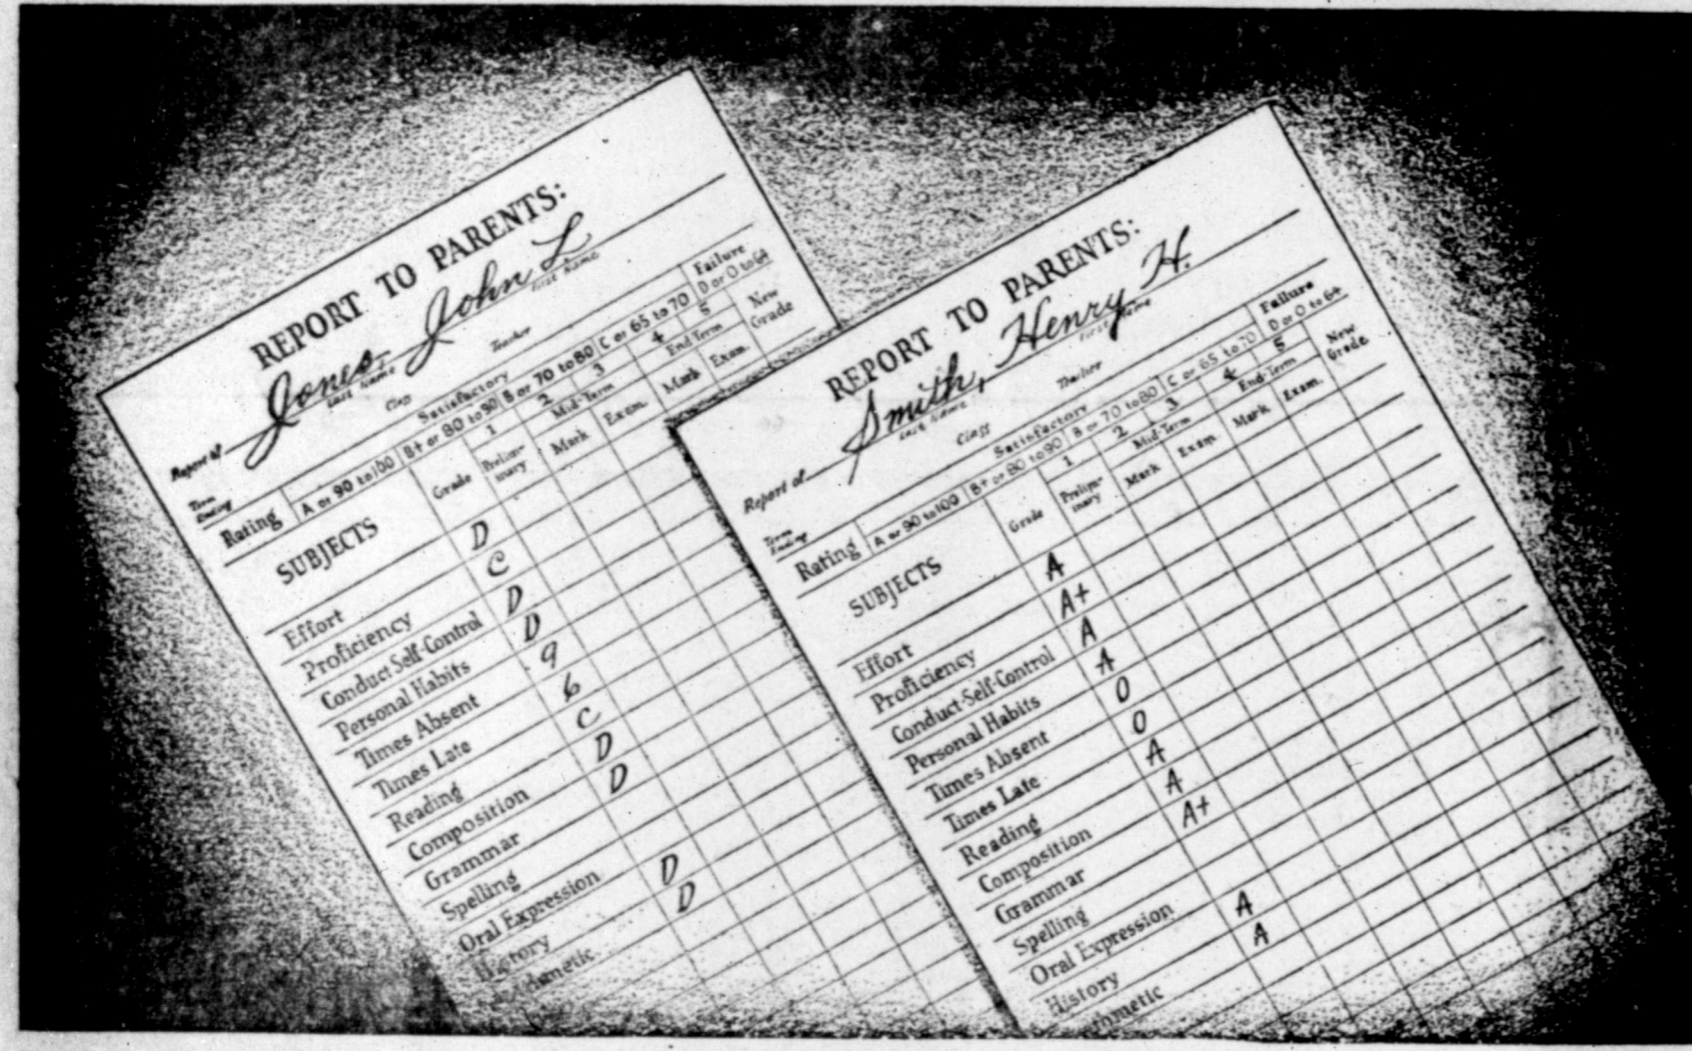 REPORT TO PARENTS:
Report of Jones John L
Last Name First Name
Class Teacher
Term Ending
Satisfactory Failure
Rating A or 90 to 100 B+ or 80 to 90 B or 70 to 80 C or 65 to 70 D or 0 to 64
1 2 3 4 5
SUBJECTS Grade Prelim-inary Mid-Term End Term New Grade
Mark Exam. Mark Exam.
Effort D
Proficiency C
Conduct Self-Control D
Personal Habits D
Times Absent 9
Times Late 6
Reading C
Composition D
Grammar D
Spelling
Oral Expression
History D
thmetic D
REPORT TO PARENTS:
Report of Smith, Henry H.
Last Name First Name
Class Teacher
Term Ending
Satisfactory Failure
Rating A or 90 to 100 B+ or 80 to 90 B or 70 to 80 C or 65 to 70 D or 0 to 64
1 2 3 4 5
SUBJECTS Grade Prelim-inary Mid-Term End-Term New Grade
Mark Exam. Mark Exam.
Effort A
Proficiency A+
Conduct-Self-Control A
Personal Habits A
Times Absent 0
Times Late 0
Reading A
Composition A
Grammar A+
Spelling
Oral Expression
History A
thmetic A